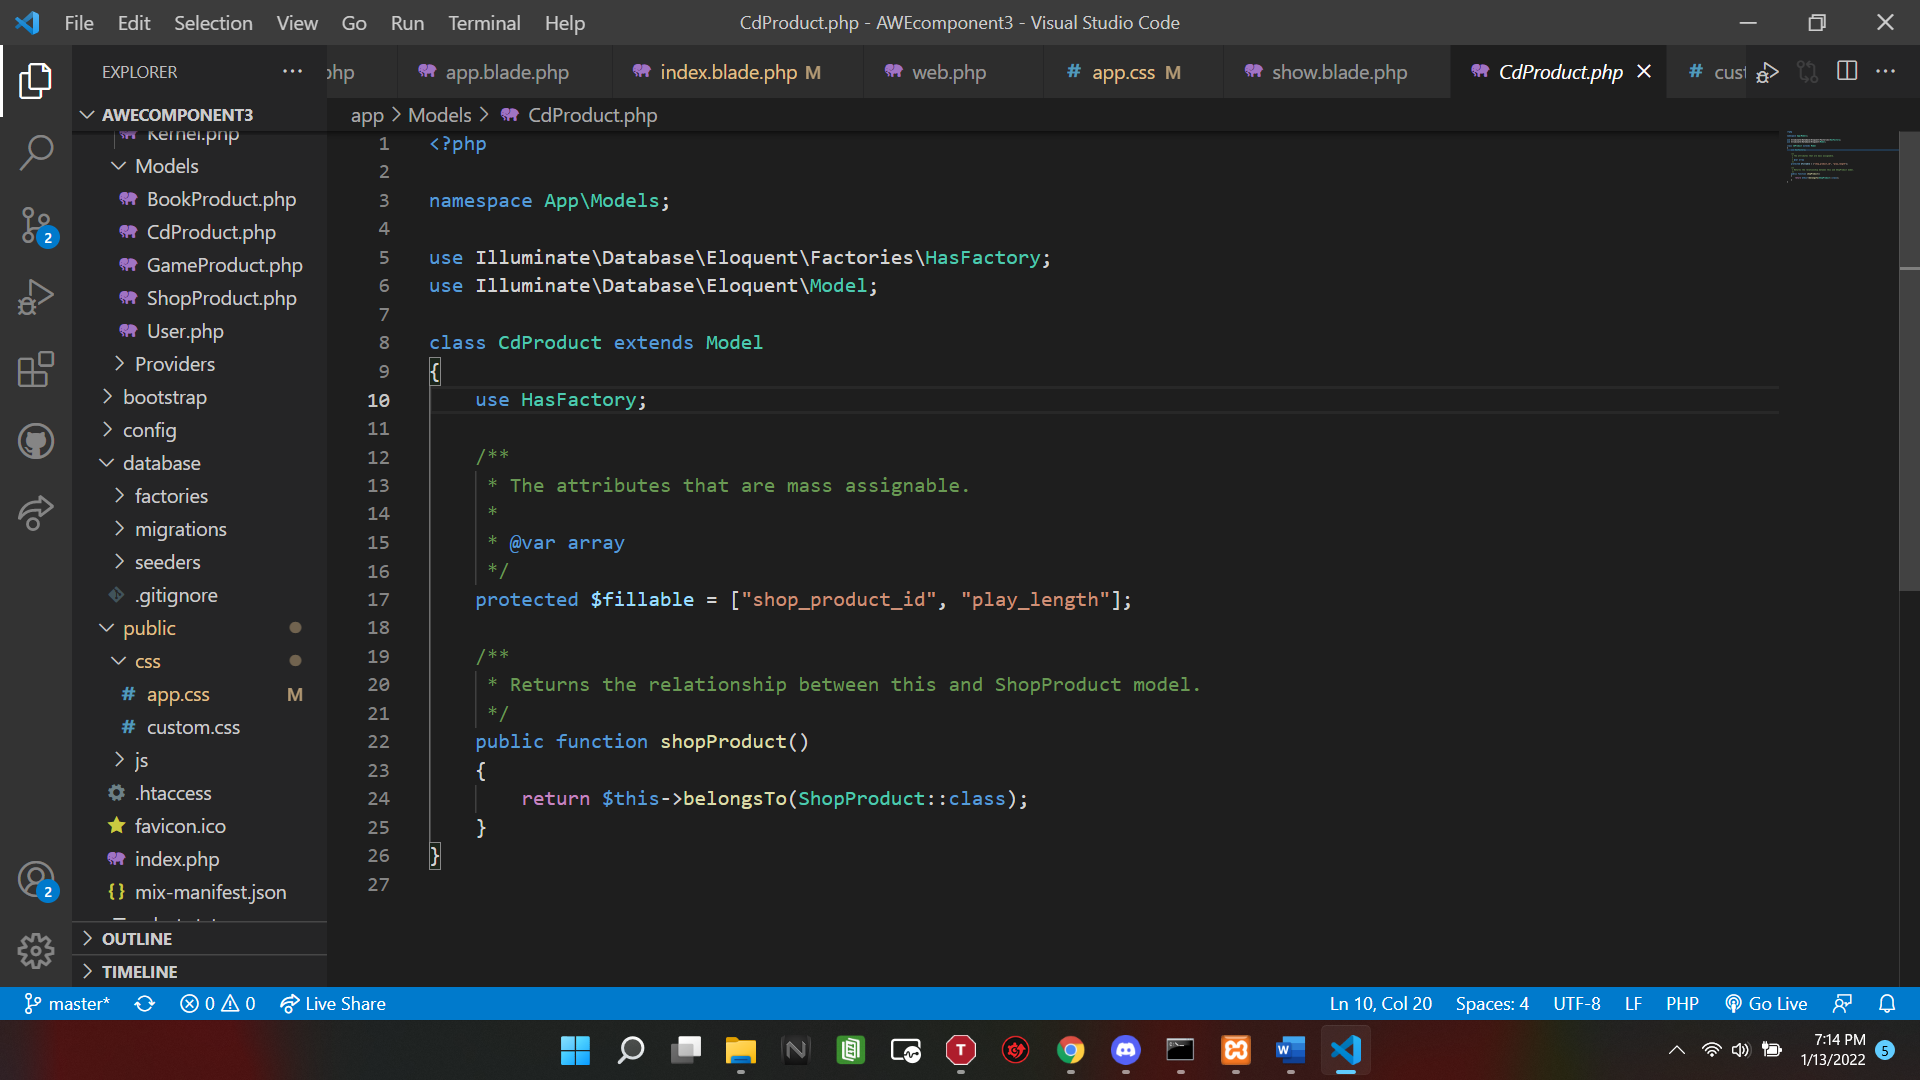 File Edit Selection View Go Run Terminal Help
CdProduct.php - AWEcomponent3 - Visual Studio Code
EXPLORER
php
app.blade.php
index.blade.php M
web.php
app.css M
show.blade.php
CdProduct.php
cust
AWECOMPONENT3
Kernel.php
Models
BookProduct.php
CdProduct.php
GameProduct.php
ShopProduct.php
User.php
Providers
bootstrap
config
database
factories
migrations
seeders
.gitignore
public
css
app.css M
custom.css
js
.htaccess
favicon.ico
index.php
mix-manifest.json
OUTLINE
TIMELINE
2
2
app > Models > CdProduct.php
1 <?php
2
3 namespace App\Models;
4
5 use Illuminate\Database\Eloquent\Factories\HasFactory;
6 use Illuminate\Database\Eloquent\Model;
7
8 class CdProduct extends Model
9 {
10 use HasFactory;
11
12 /**
13 * The attributes that are mass assignable.
14 *
15 * @var array
16 */
17 protected $fillable = ["shop_product_id", "play_length"];
18
19 /**
20 * Returns the relationship between this and ShopProduct model.
21 */
22 public function shopProduct()
23 {
24 return $this->belongsTo(ShopProduct::class);
25 }
26 }
27
master* 0 0 Live Share
Ln 10, Col 20 Spaces: 4 UTF-8 LF PHP Go Live
7:14 PM
1/13/2022
5